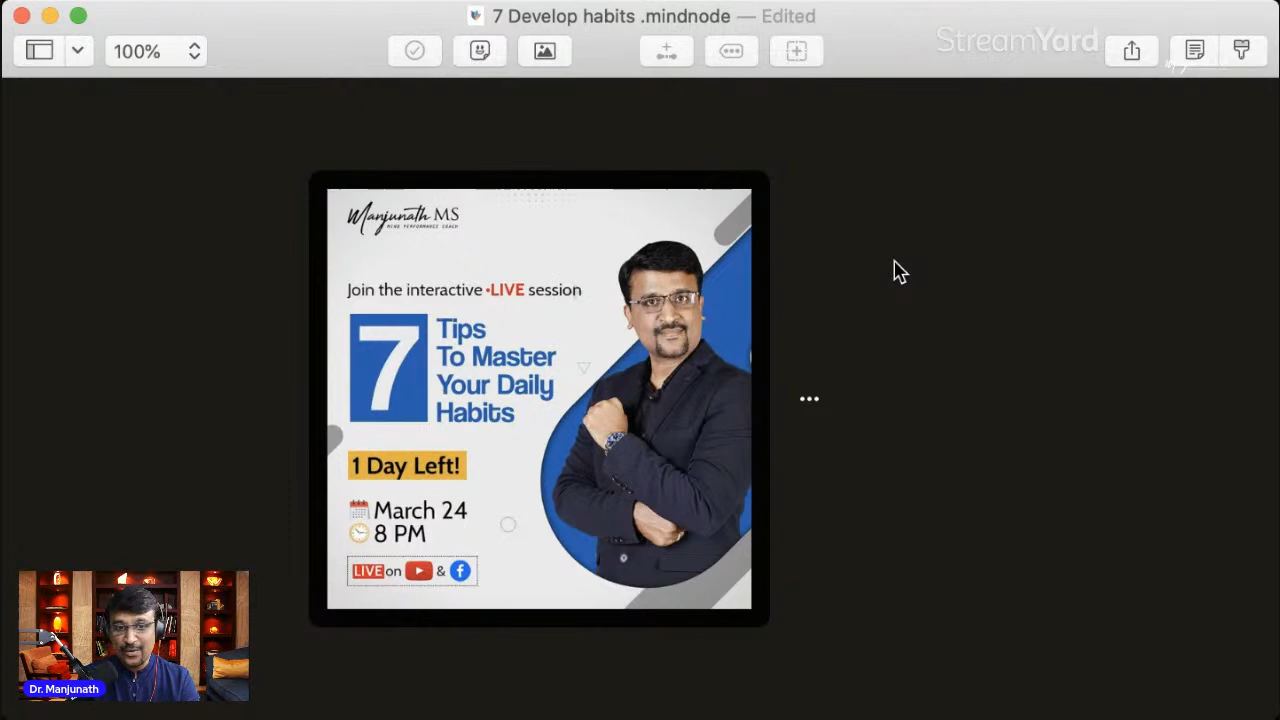 7 Develop habits .mindnode — Edited
100%
StreamYard
Manjunath MS
MIND PERFORMANCE COACH
Join the interactive •LIVE session
7 Tips
To Master
Your Daily
Habits
1 Day Left!
March 24
8 PM
LIVE on & f
Dr. Manjunath